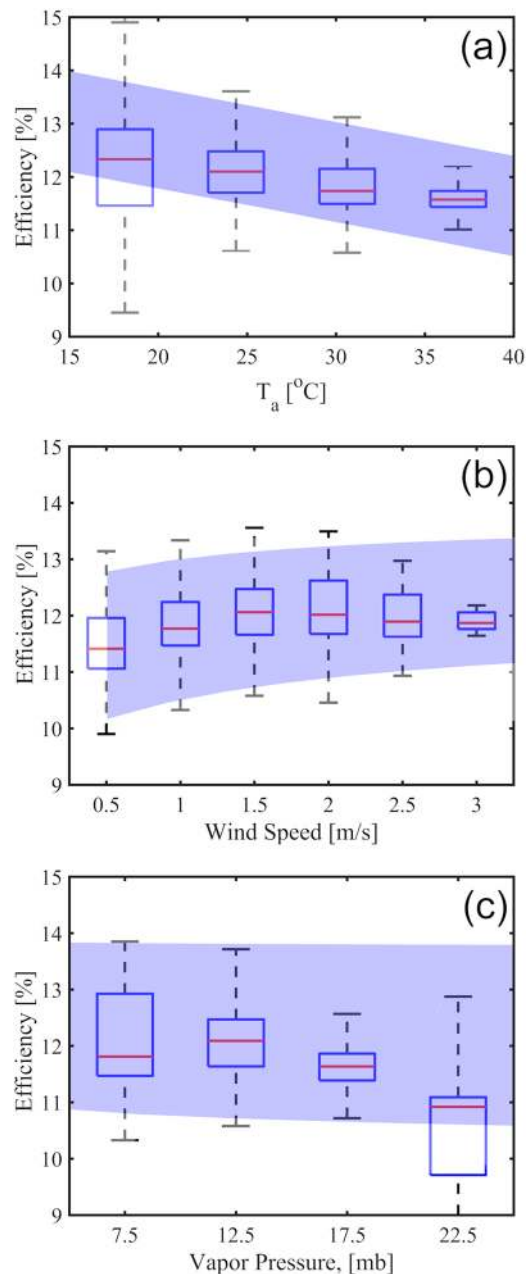 (a)
15
14
13
12
11
10
9
Efficiency [%]
15 20 25 30 35 40
T_a [°C]
(b)
15
14
13
12
11
10
9
Efficiency [%]
0.5 1 1.5 2 2.5 3
Wind Speed [m/s]
(c)
15
14
13
12
11
10
9
Efficiency [%]
7.5 12.5 17.5 22.5
Vapor Pressure, [mb]